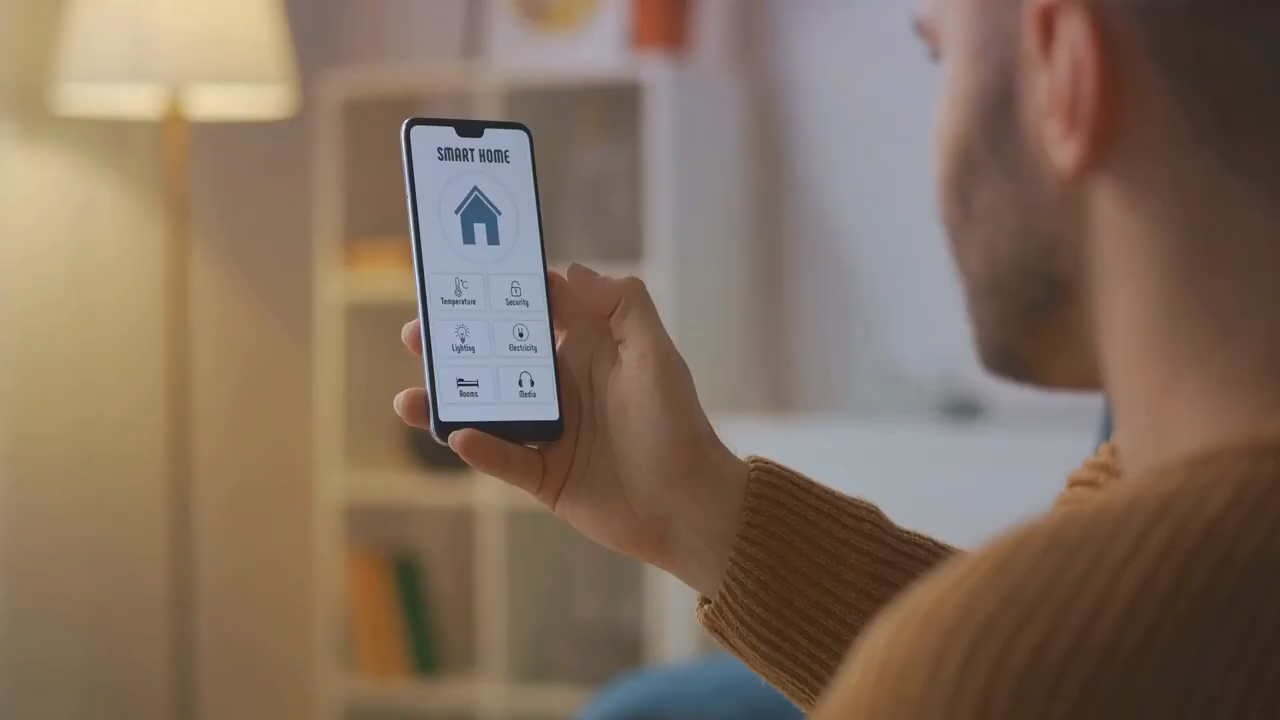 SMART HOME
°C
Temperature
Security
Lighting
Electricity
Rooms
Media